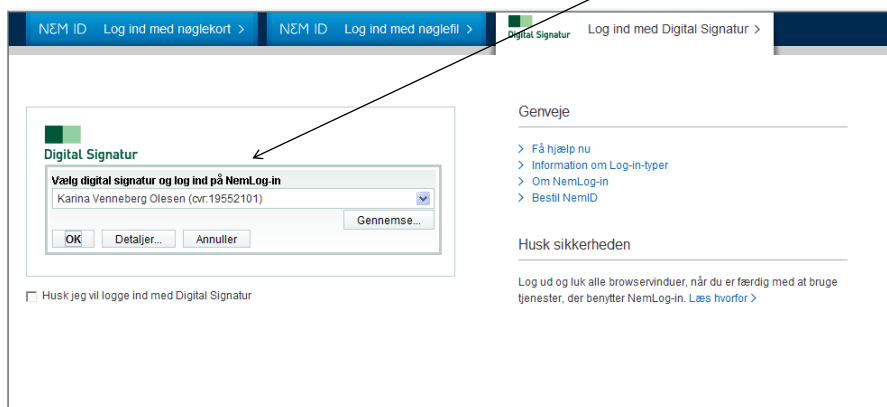 NΣM ID Log ind med nøglekort > NΣM ID Log ind med nøglefil > Digital Signatur Log ind med Digital Signatur >
Digital Signatur
Vælg digital signatur og log ind på NemLog-in
Karina Venneberg Olesen (cvr:19552101)
Gennemse...
OK Detaljer... Annuller
Husk jeg vil logge ind med Digital Signatur
Genveje
> Få hjælp nu
> Information om Log-in-typer
> Om NemLog-in
> Bestil NemID
Husk sikkerheden
Log ud og luk alle browservinduer, når du er færdig med at bruge
tjenester, der benytter NemLog-in. Læs hvorfor >